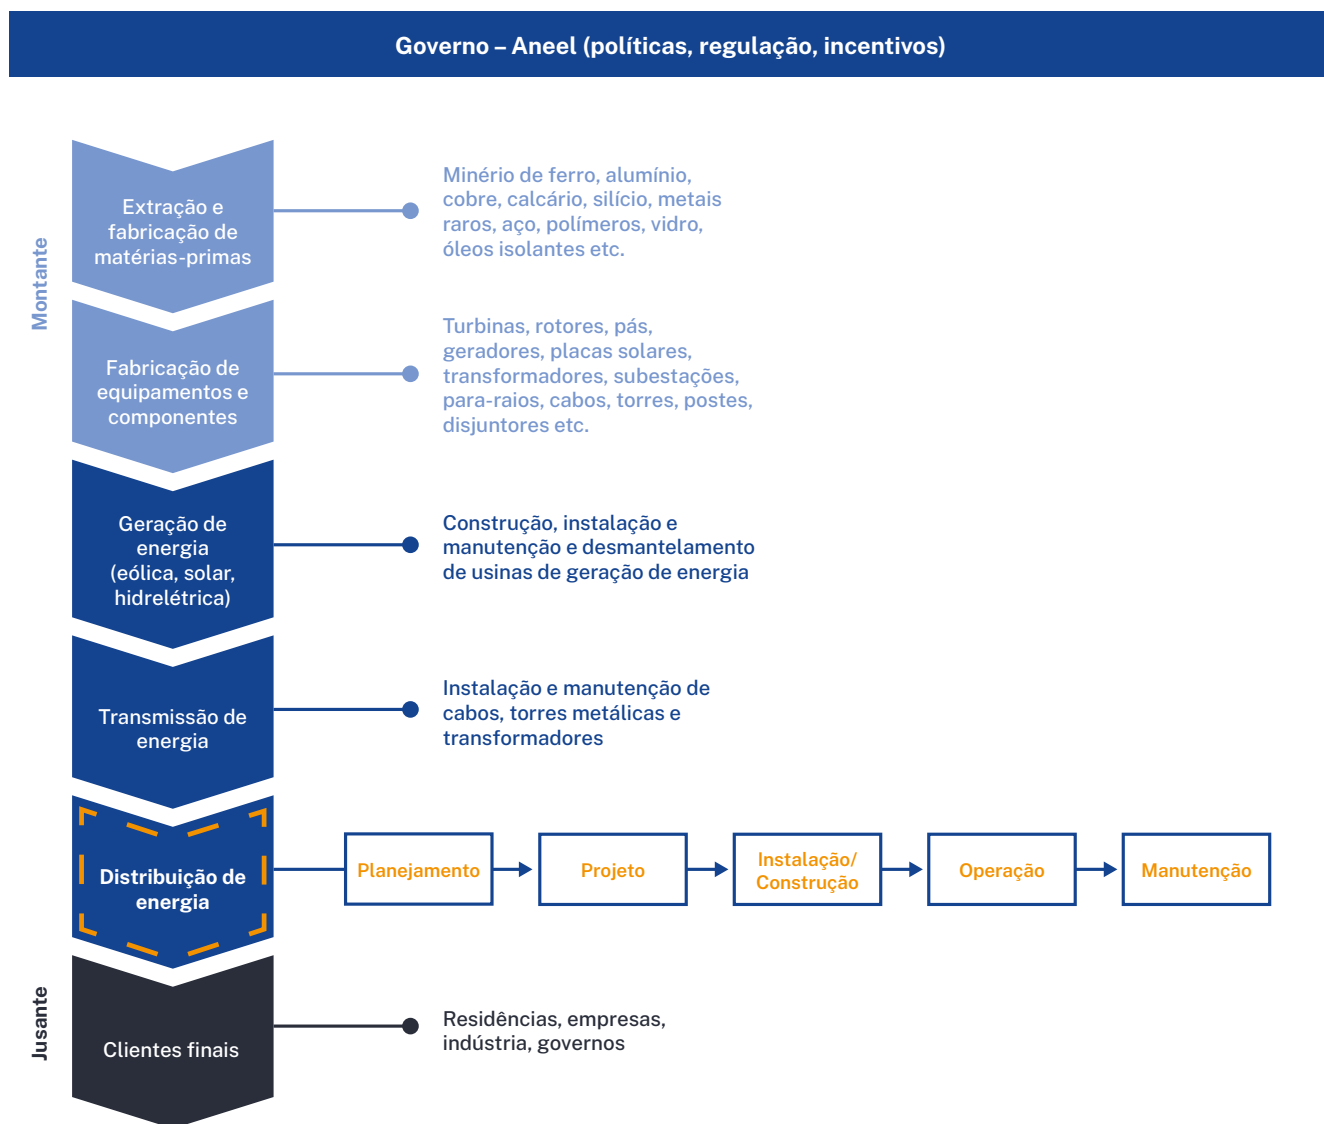 Governo – Aneel (políticas, regulação, incentivos)
Montante
Extração e
fabricação de
matérias-primas
Minério de ferro, alumínio,
cobre, calcário, silício, metais
raros, aço, polímeros, vidro,
óleos isolantes etc.
Fabricação de
equipamentos e
componentes
Turbinas, rotores, pás,
geradores, placas solares,
transformadores, subestações,
para-raios, cabos, torres, postes,
disjuntores etc.
Geração de
energia
(eólica, solar,
hidrelétrica)
Construção, instalação e
manutenção e desmantelamento
de usinas de geração de energia
Transmissão de
energia
Instalação e manutenção de
cabos, torres metálicas e
transformadores
Distribuição de
energia
Planejamento
Projeto
Instalação/
Construção
Operação
Manutenção
Jusante
Clientes finais
Residências, empresas,
indústria, governos